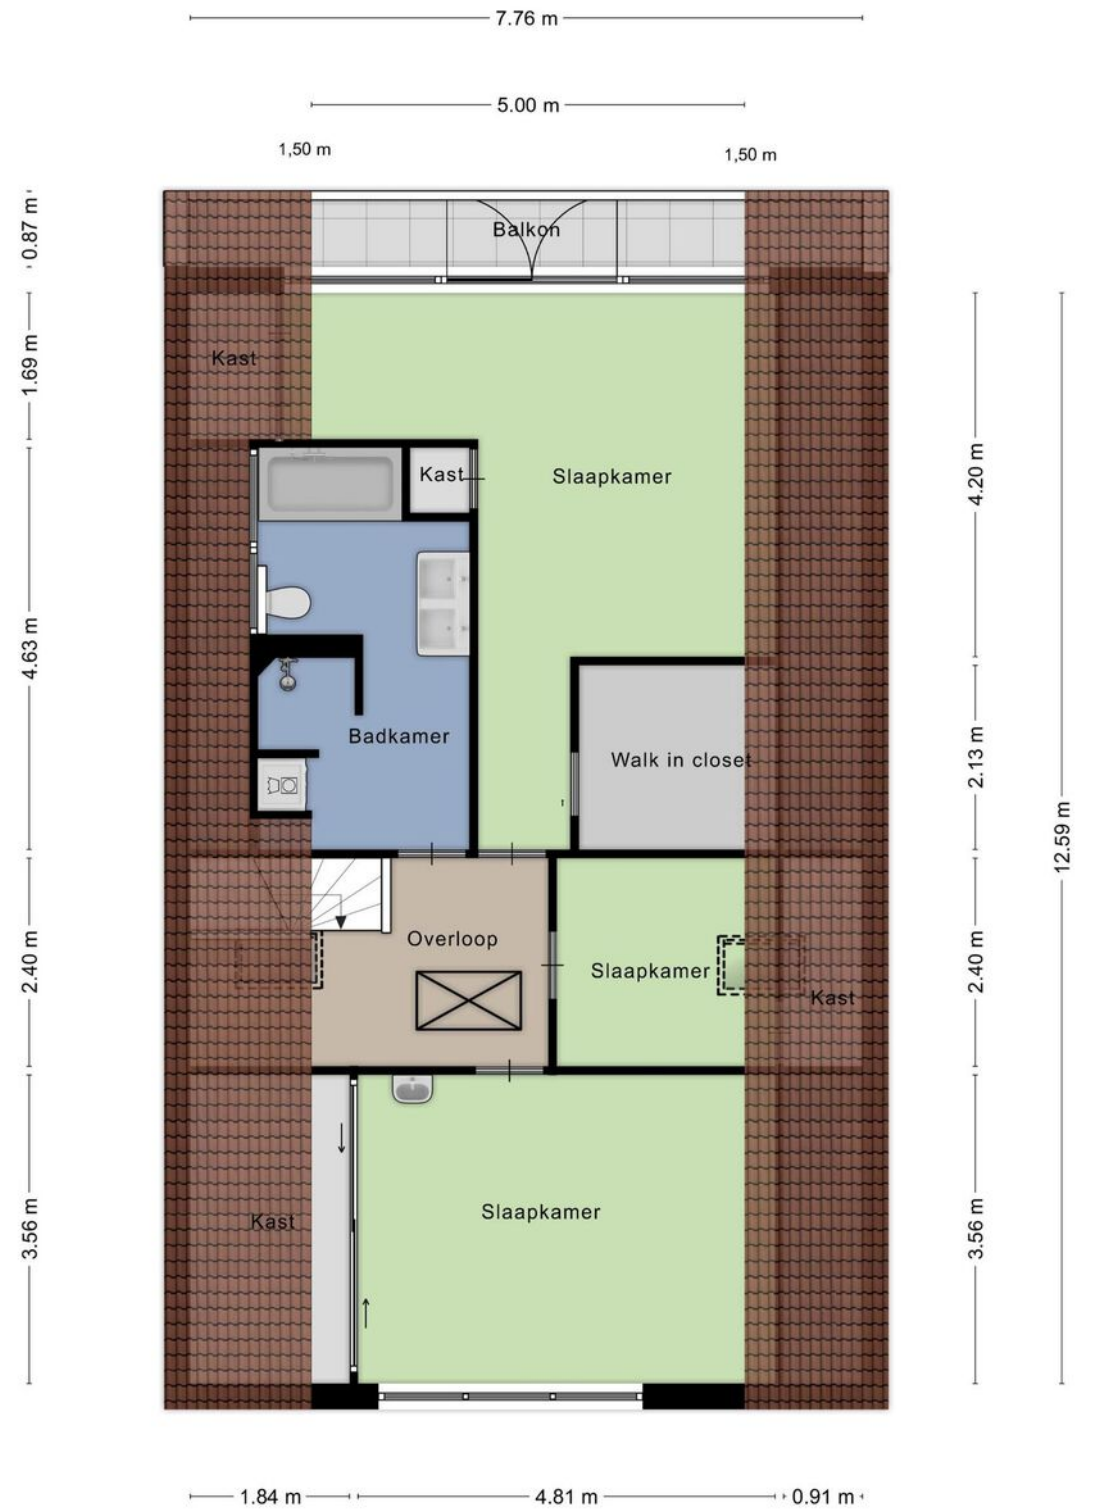 7.76 m
5.00 m
1,50 m
1,50 m
0.87 m
Balkon
1.69 m
Kast
Kast
Slaapkamer
4.20 m
4.63 m
Badkamer
Walk in closet
2.13 m
12.59 m
Overloop
2.40 m
Slaapkamer
2.40 m
Kast
Kast
Slaapkamer
3.56 m
3.56 m
1.84 m
4.81 m
0.91 m